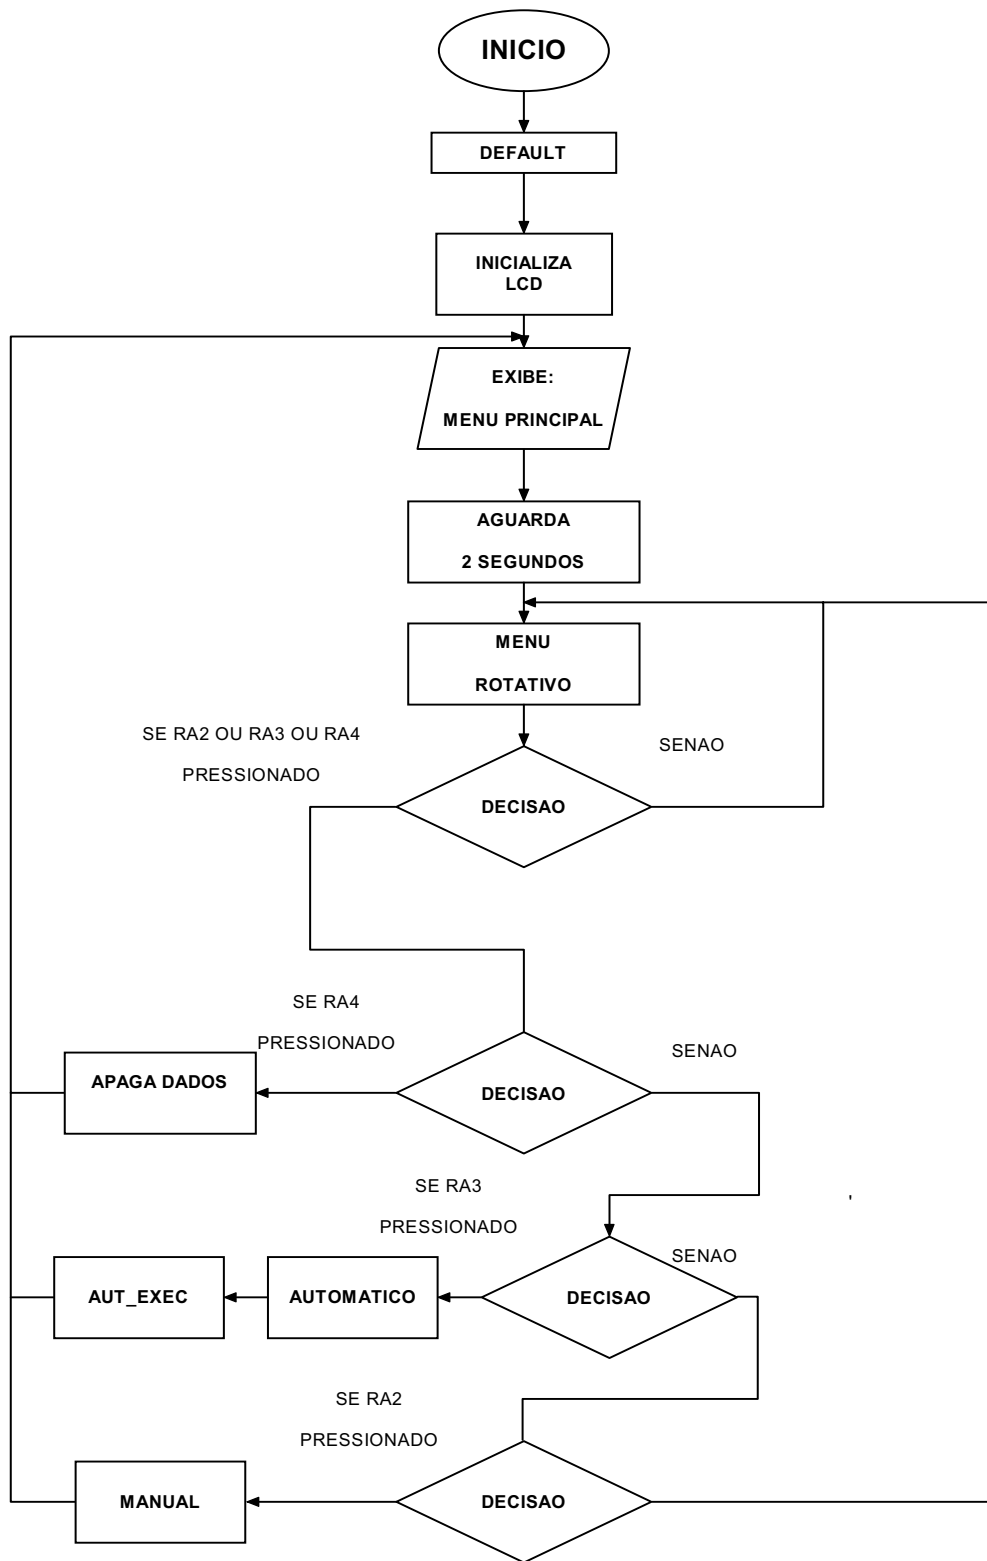 INICIO
DEFAULT
INICIALIZA
LCD
EXIBE:
MENU PRINCIPAL
AGUARDA
2 SEGUNDOS
MENU
ROTATIVO
SE RA2 OU RA3 OU RA4
PRESSIONADO
SENAO
DECISAO
SE RA4
PRESSIONADO
SENAO
APAGA DADOS
DECISAO
SE RA3
PRESSIONADO
'
SENAO
AUT_EXEC
AUTOMATICO
DECISAO
SE RA2
PRESSIONADO
MANUAL
DECISAO